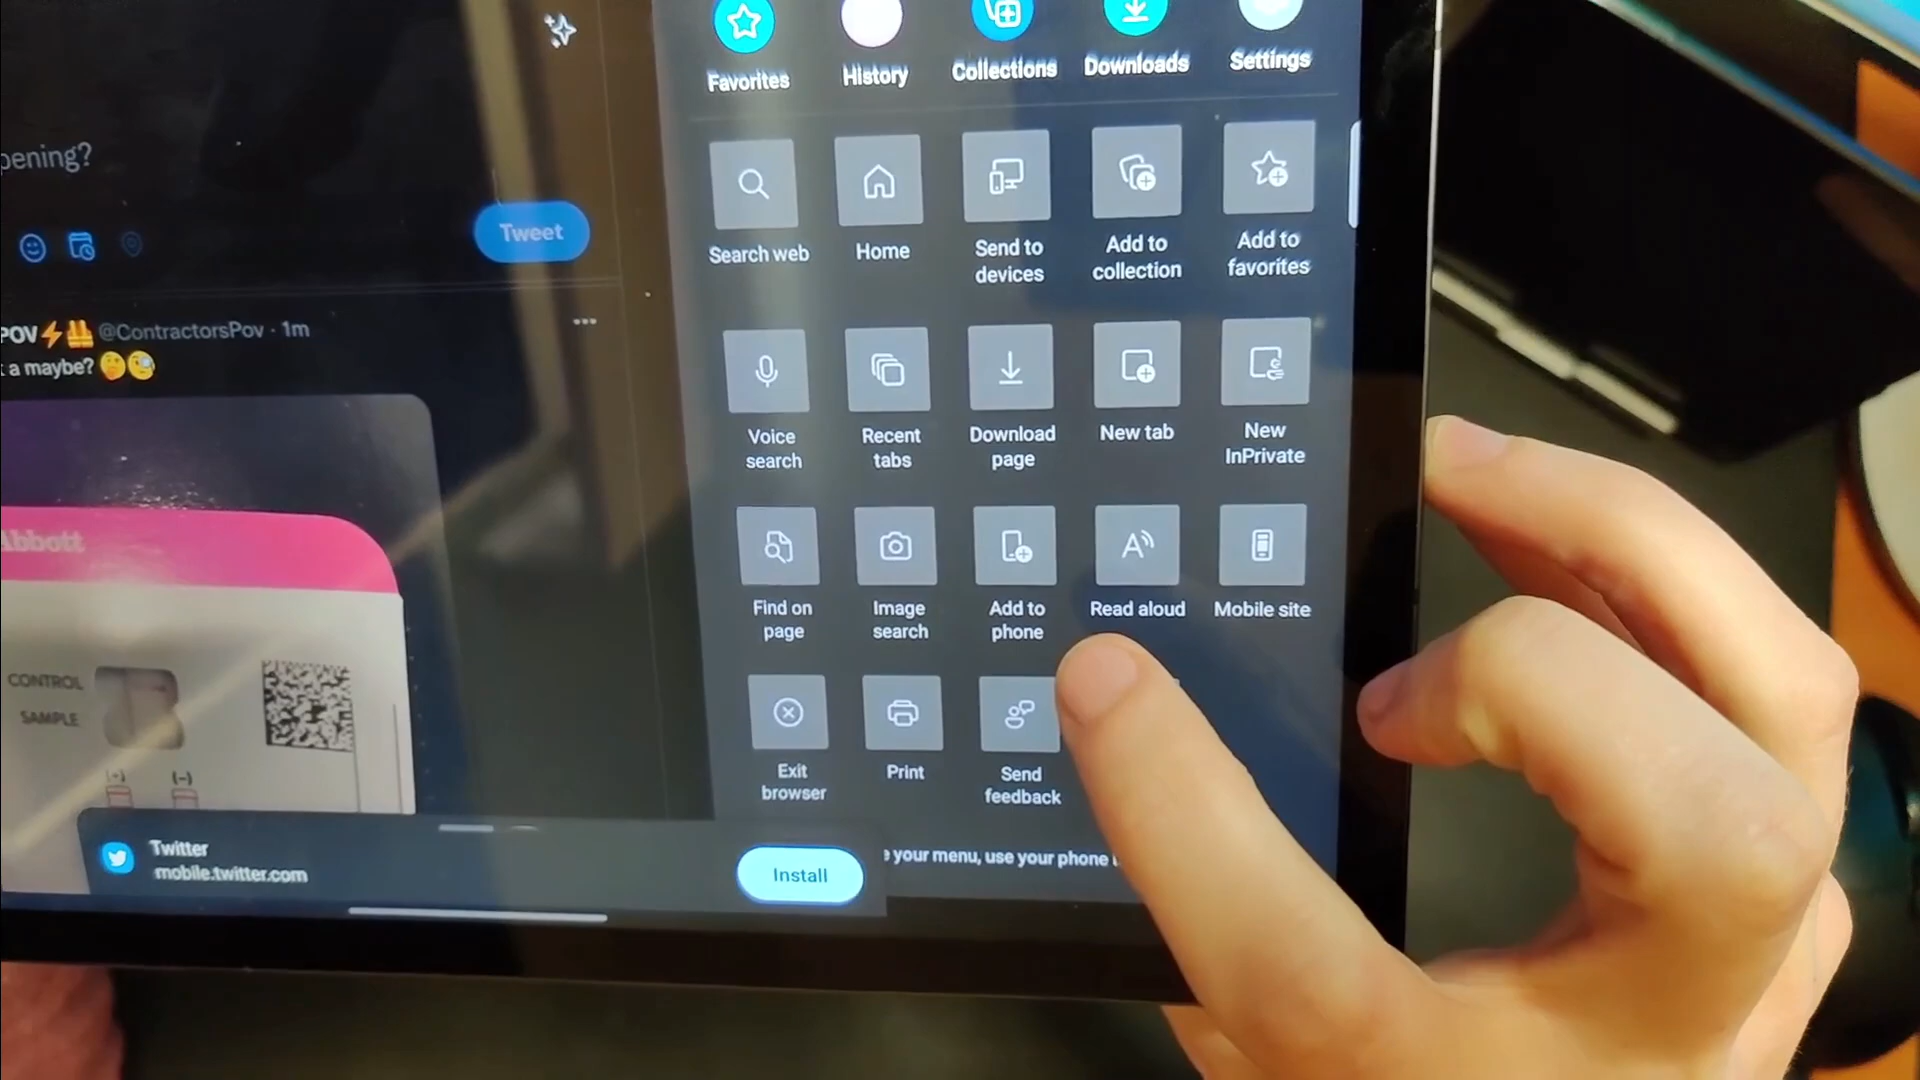 Favorites
History
Collections
Downloads
Settings
pening?
Tweet
Search web
Home
Send to
devices
Add to
collection
Add to
favorites
POV⚡🦺 @ContractorsPov · 1m
a maybe? 🤔🧐
Voice
search
Recent
tabs
Download
page
New tab
New
InPrivate
Abbott
Find on
page
Image
search
Add to
phone
Read aloud
Mobile site
CONTROL
SAMPLE
(+) (-)
Exit
browser
Print
Send
feedback
Twitter
mobile.twitter.com
Install
your menu, use your phone